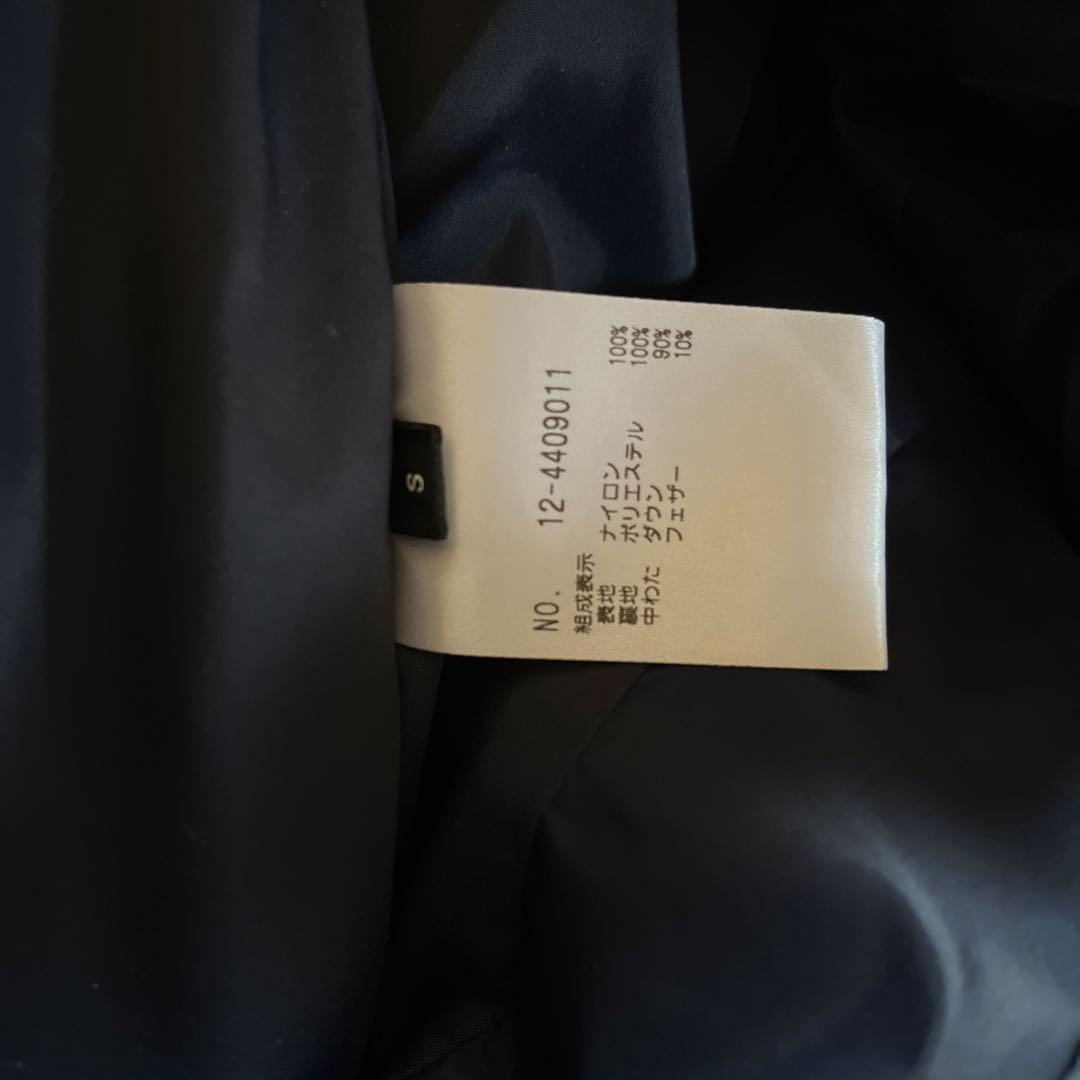 S
NO. 12-4409011
組成表示
表地 ナイロン 100%
裏地 ポリエステル 100%
中わた ダウン 90%
フェザー 10%